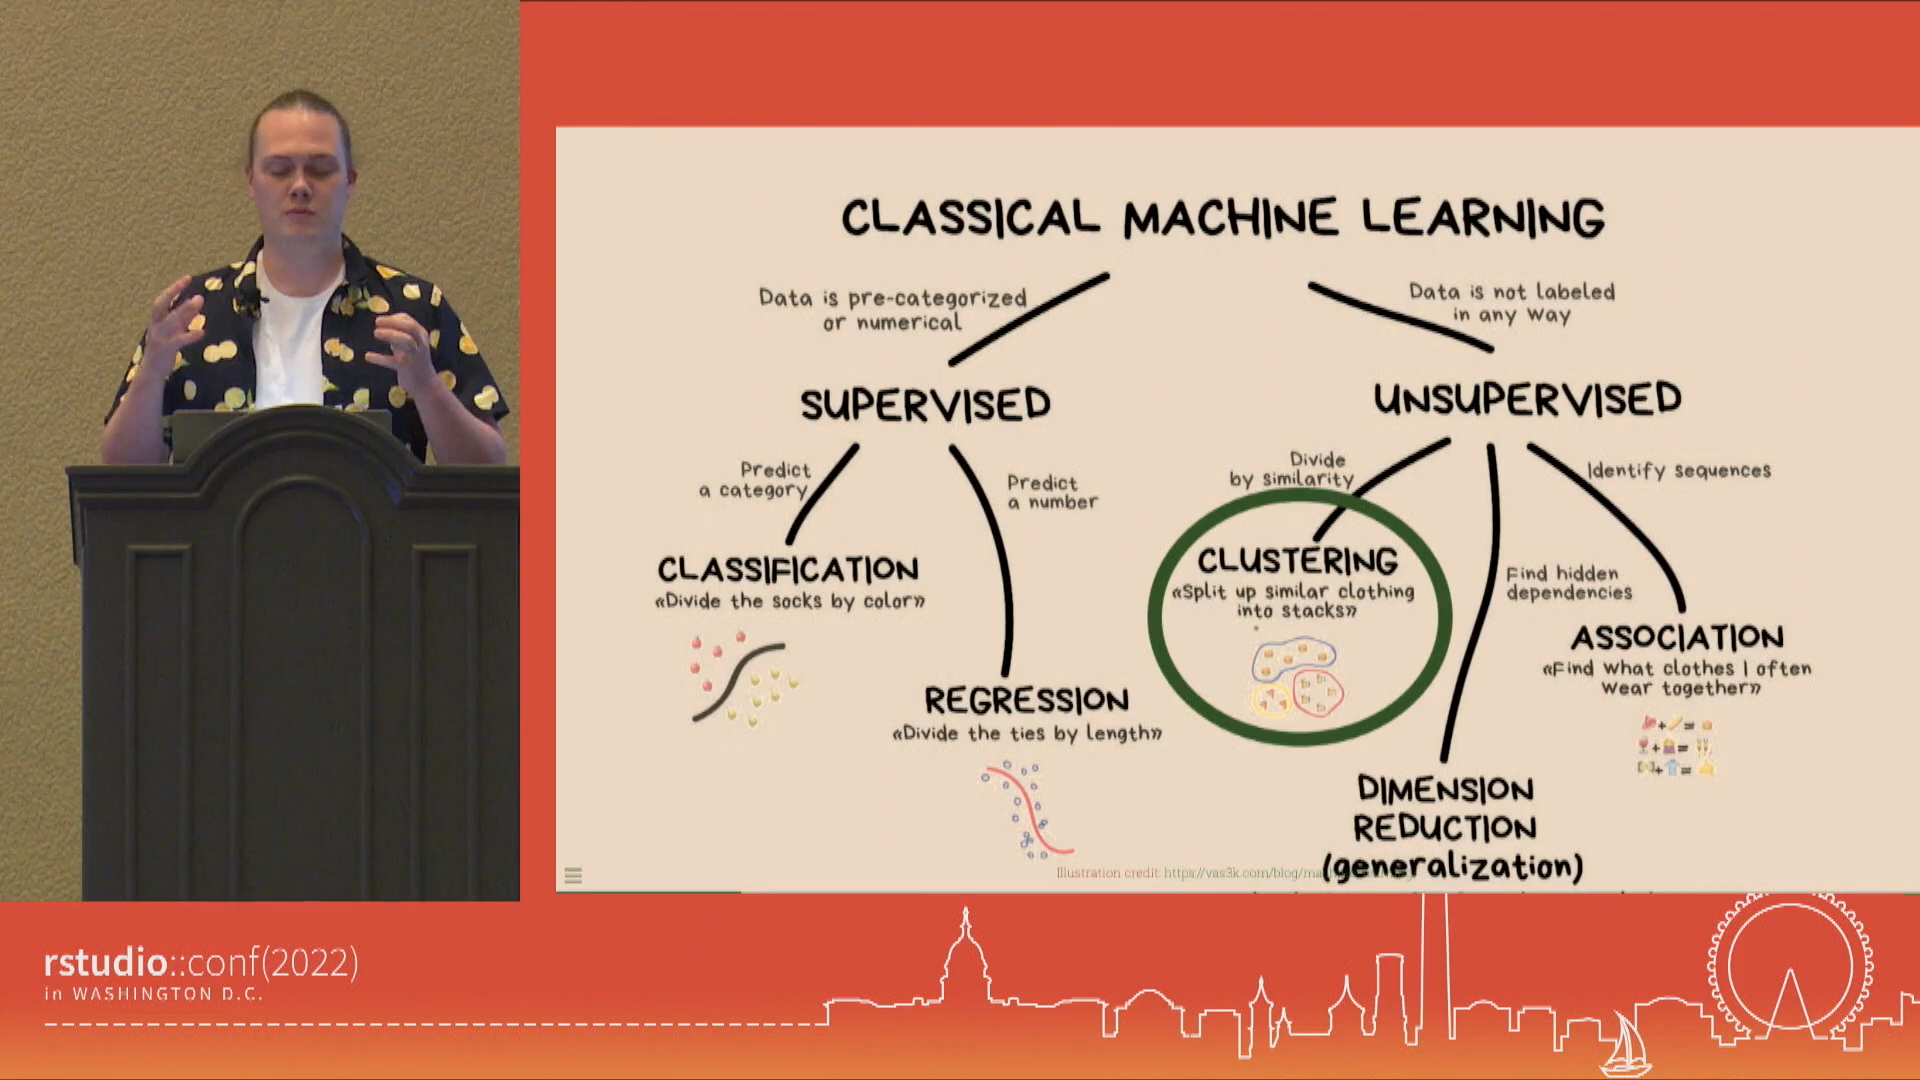 CLASSICAL MACHINE LEARNING
Data is pre-categorized
or numerical
Data is not labeled
in any way
SUPERVISED
UNSUPERVISED
Predict
a category
Predict
a number
Divide
by similarity
Identify sequences
CLASSIFICATION
«Divide the socks by color»
CLUSTERING
«Split up similar clothing
into stacks»
Find hidden
dependencies
ASSOCIATION
«Find what clothes I often
wear together»
REGRESSION
«Divide the ties by length»
DIMENSION
REDUCTION
(generalization)
Illustration credit: https://vas3k.com/blog/
rstudio::conf(2022)
in WASHINGTON D.C.